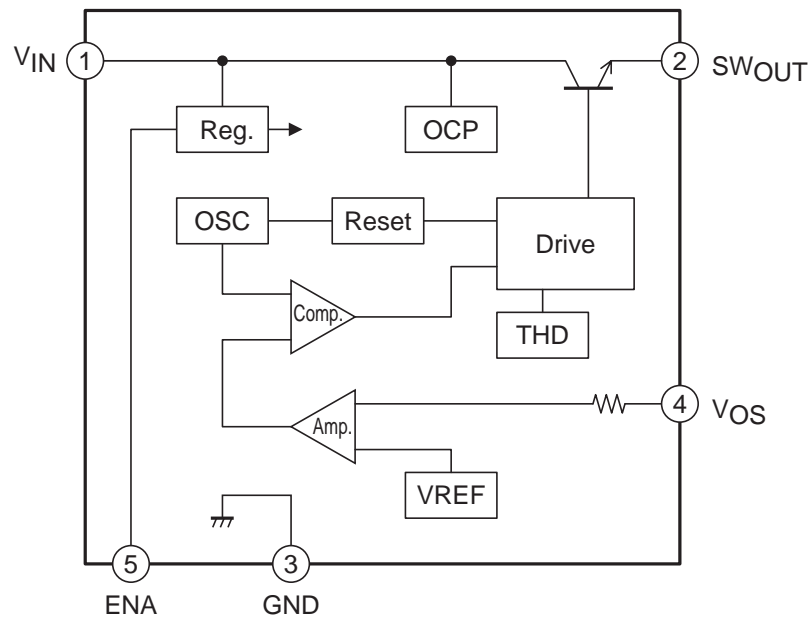 VIN 1 2 SWOUT
Reg. OCP
OSC Reset Drive
Comp.
THD
Amp. 4 VOS
VREF
5 3
ENA GND